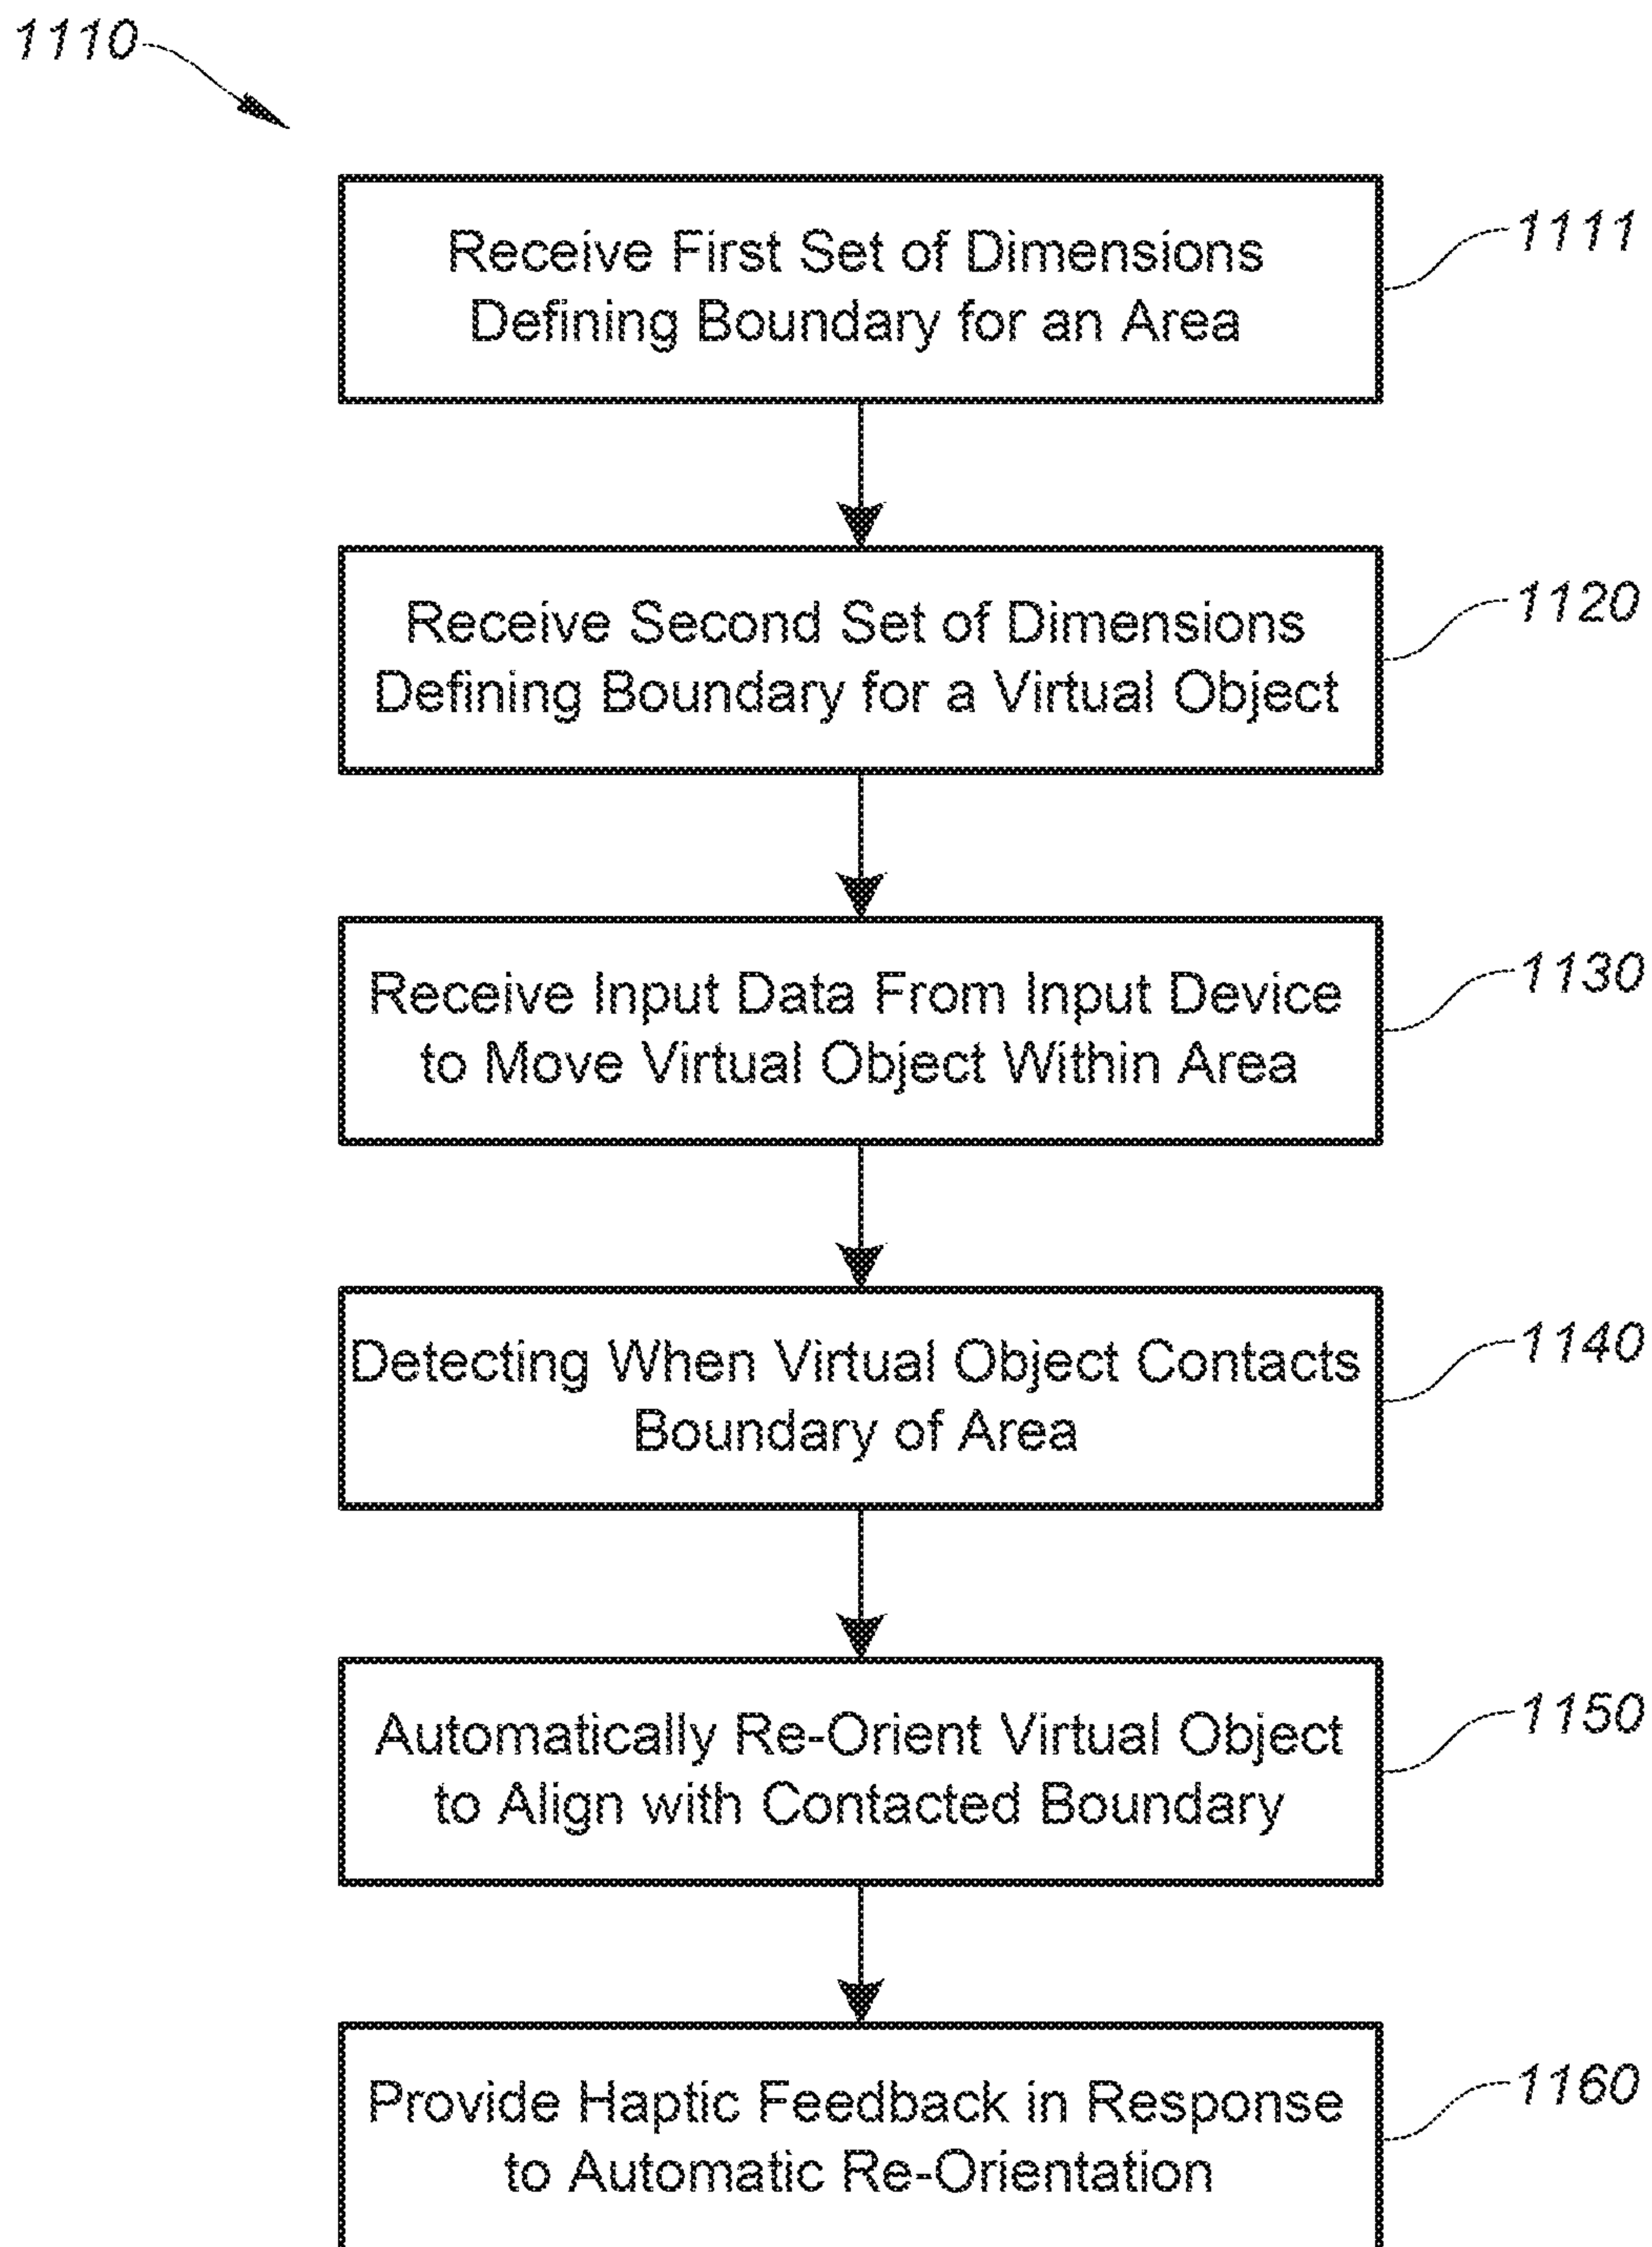 1110
Receive First Set of Dimensions
Defining Boundary for an Area
1111
Receive Second Set of Dimensions
Defining Boundary for a Virtual Object
1120
Receive Input Data From Input Device
to Move Virtual Object Within Area
1130
Detecting When Virtual Object Contacts
Boundary of Area
1140
Automatically Re-Orient Virtual Object
to Align with Contacted Boundary
1150
Provide Haptic Feedback in Response
to Automatic Re-Orientation
1160